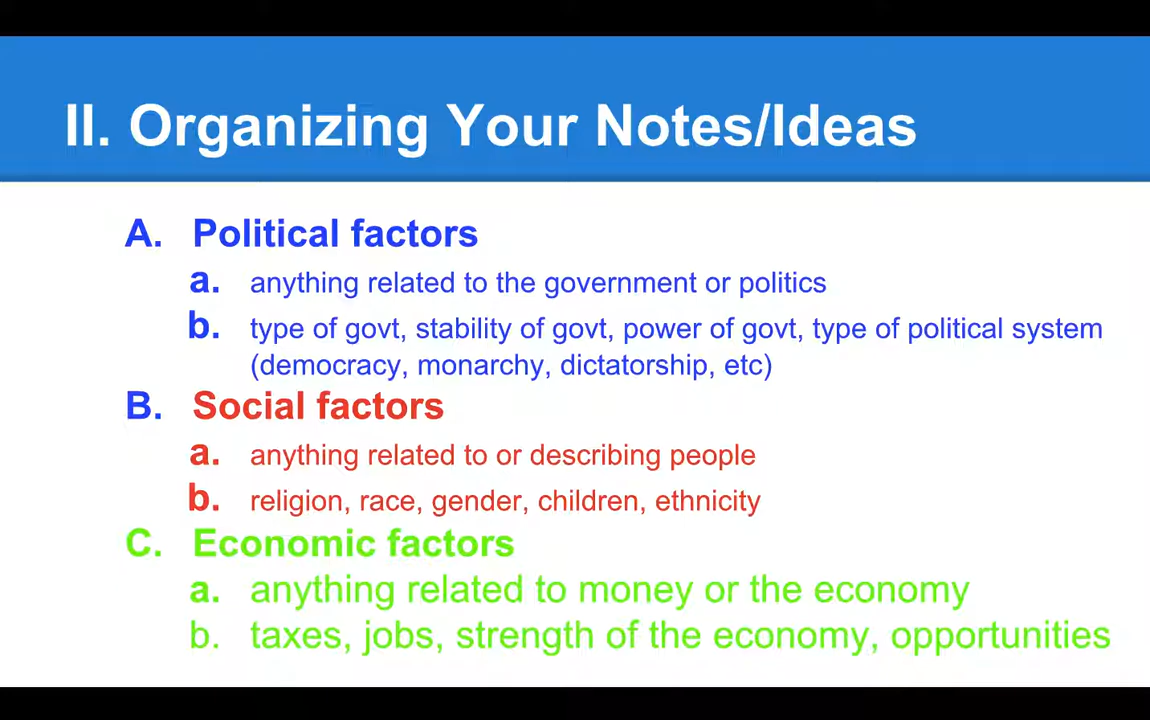 II. Organizing Your Notes/Ideas
A. Political factors
a. anything related to the government or politics
b. type of govt, stability of govt, power of govt, type of political system
(democracy, monarchy, dictatorship, etc)
B. Social factors
a. anything related to or describing people
b. religion, race, gender, children, ethnicity
C. Economic factors
a. anything related to money or the economy
b. taxes, jobs, strength of the economy, opportunities